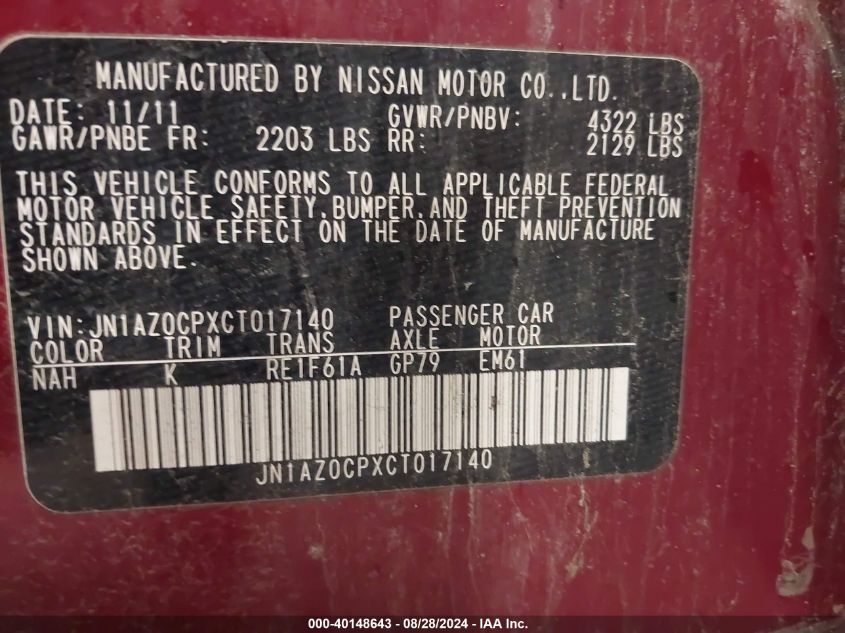 MANUFACTURED BY NISSAN MOTOR CO.,LTD.
DATE: 11/11 GVWR/PNBV: 4322 LBS
GAWR/PNBE FR: 2203 LBS RR: 2129 LBS
THIS VEHICLE CONFORMS TO ALL APPLICABLE FEDERAL
MOTOR VEHICLE SAFETY,BUMPER,AND THEFT PREVENTION
STANDARDS IN EFFECT ON THE DATE OF MANUFACTURE
SHOWN ABOVE.
VIN:JN1AZ0CPXCT017140 PASSENGER CAR
COLOR TRIM TRANS AXLE MOTOR
NAH K RE1F61A GP79 EM61
JN1AZ0CPXCT017140
000-40148643 - 08/28/2024 - IAA Inc.